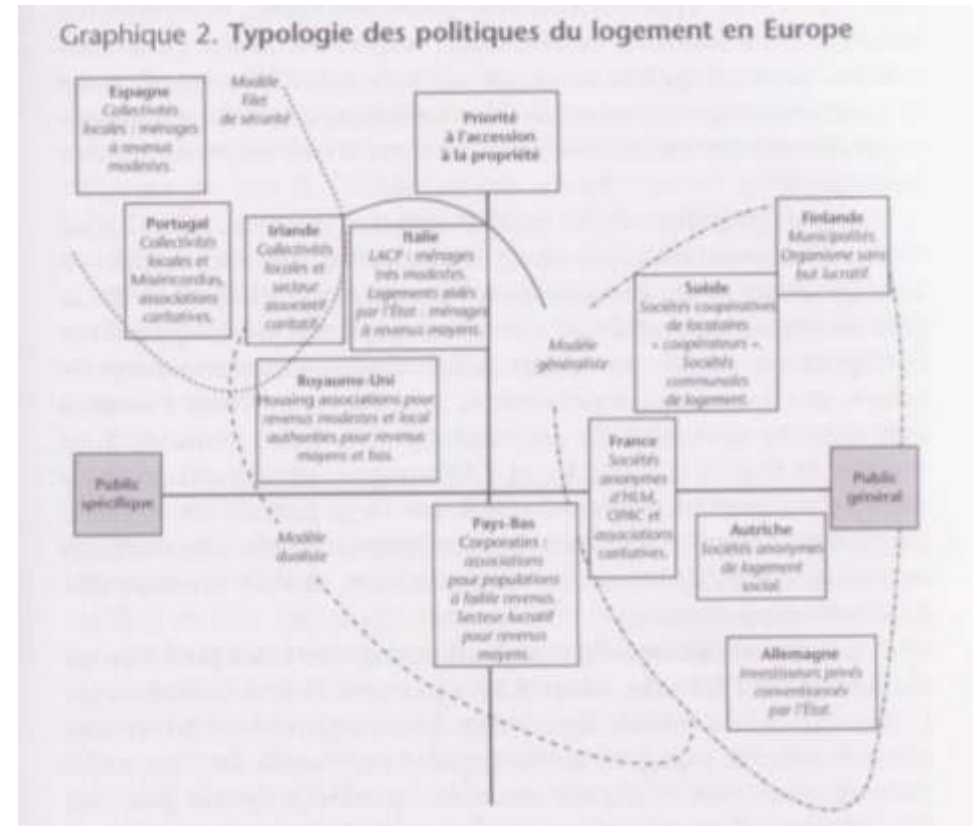 Graphique 2. Typologie des politiques du logement en Europe
Espagne
Collectivités
locales : ménages
à revenus
modestes.
Modèle
Filet
de sécurité
Priorité
à l'accession
à la propriété.
Portugal
Collectivités
locales et
Misericordias,
associations
caritatives.
Irlande
Collectivités
locales et
secteur
associatif
caritatif.
Italie
LACP : ménages
très modestes.
Logements aidés
par l'État : ménages
à revenus moyens.
Finlande
Municipolités.
Organisme sans
but lucratif.
Suède
Sociétés coopératives
de locataires
« coopérateurs ».
Sociétés
communales
de logement.
Modèle
généraliste
Royaume-Uni
Housing associations pour
revenus modestes et local
authorities pour revenus
moyens et bas.
Public
spécifique
France
Sociétés
anonymes
d'HLM,
OPAC et
associations
caritatives.
Public
général
Modèle
dualiste
Pays-Bas
Corporaties :
associations
pour populations
à faible revenu.
Secteur lucratif
pour revenus
moyens.
Autriche
Sociétés anonymes
de logement
social.
Allemagne
Investisseurs privés
conventionnés
par l'État.